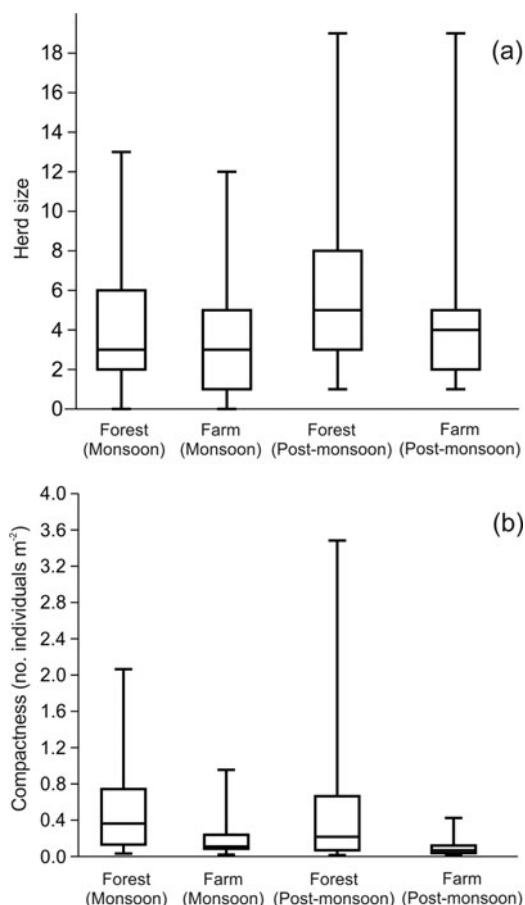 (a)
Herd size
18
16
14
12
10
8
6
4
2
0
Forest (Monsoon)
Farm (Monsoon)
Forest (Post-monsoon)
Farm (Post-monsoon)
(b)
Compactness (no. individuals m⁻²)
4.0
3.6
3.2
2.8
2.4
2.0
1.6
1.2
0.8
0.4
0.0
Forest (Monsoon)
Farm (Monsoon)
Forest (Post-monsoon)
Farm (Post-monsoon)